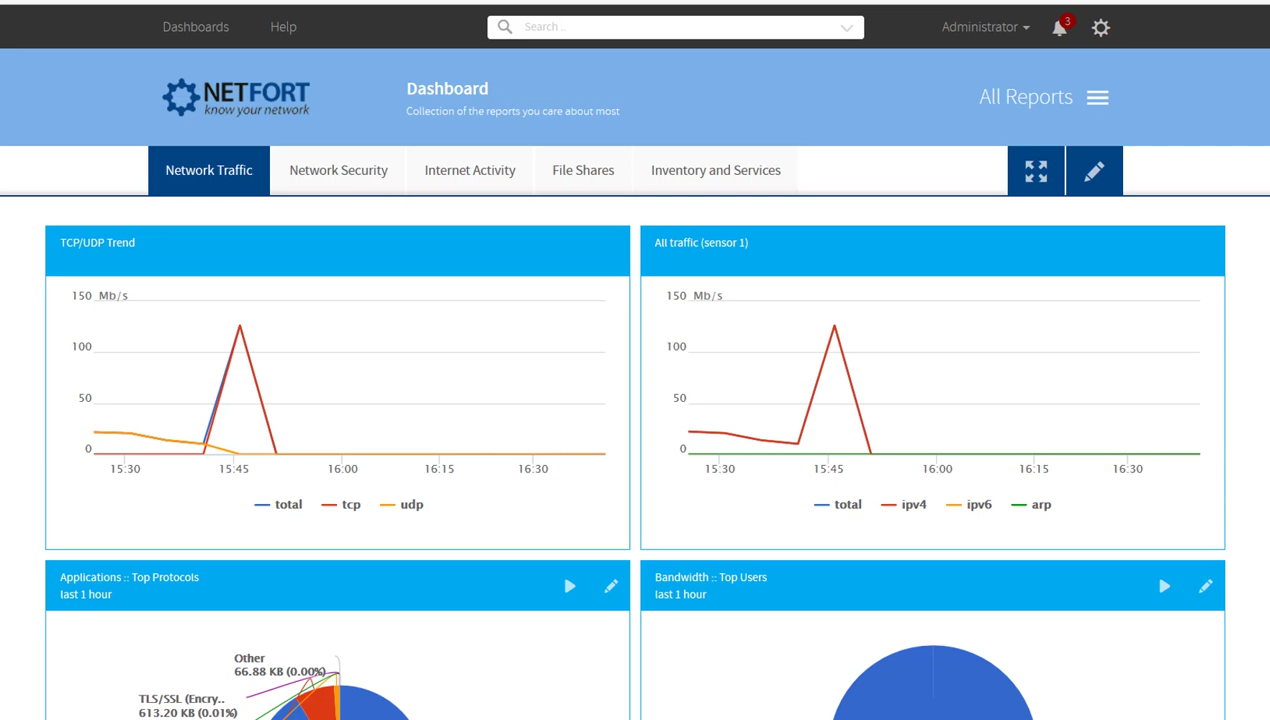 Dashboards Help Search... Administrator 3
NETFORT
know your network
Dashboard
Collection of the reports you care about most
All Reports
Network Traffic Network Security Internet Activity File Shares Inventory and Services
TCP/UDP Trend
150 Mb/s
100
50
0
15:30 15:45 16:00 16:15 16:30
total tcp udp
All traffic (sensor 1)
150 Mb/s
100
50
0
15:30 15:45 16:00 16:15 16:30
total ipv4 ipv6 arp
Applications :: Top Protocols
last 1 hour
Other
66.88 KB (0.00%)
TLS/SSL (Encry..
613.20 KB (0.01%)
Bandwidth :: Top Users
last 1 hour